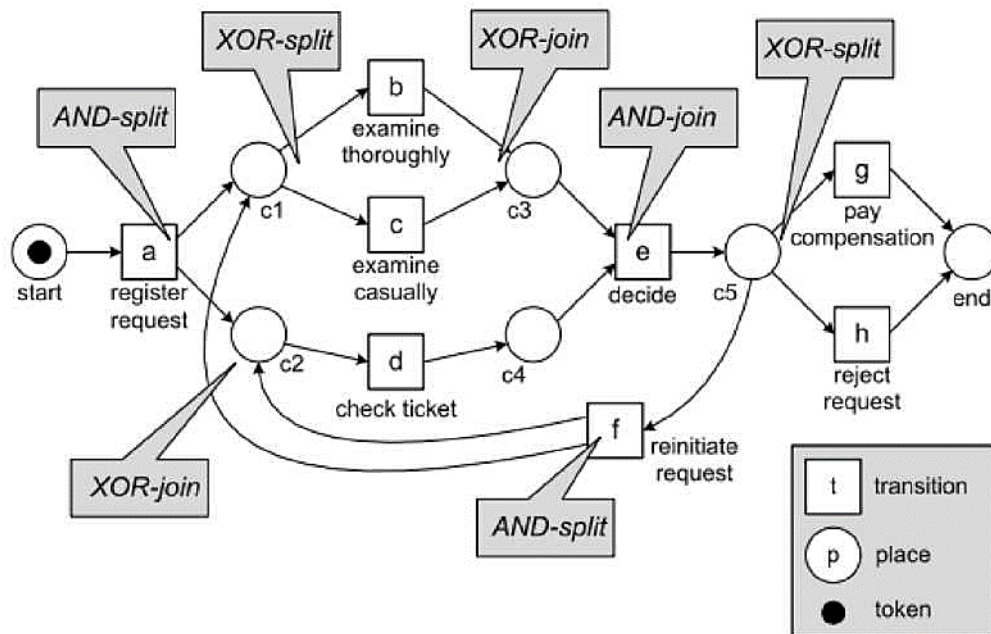 XOR-split
XOR-join
XOR-split
AND-split
b
AND-join
examine
thoroughly
g
pay
compensation
c1
c3
c
a
e
start
register
request
examine
casually
decide
c5
end
c2
d
c4
h
check ticket
reject
request
f
reinitiate
request
XOR-join
AND-split
t
transition
p
place
token